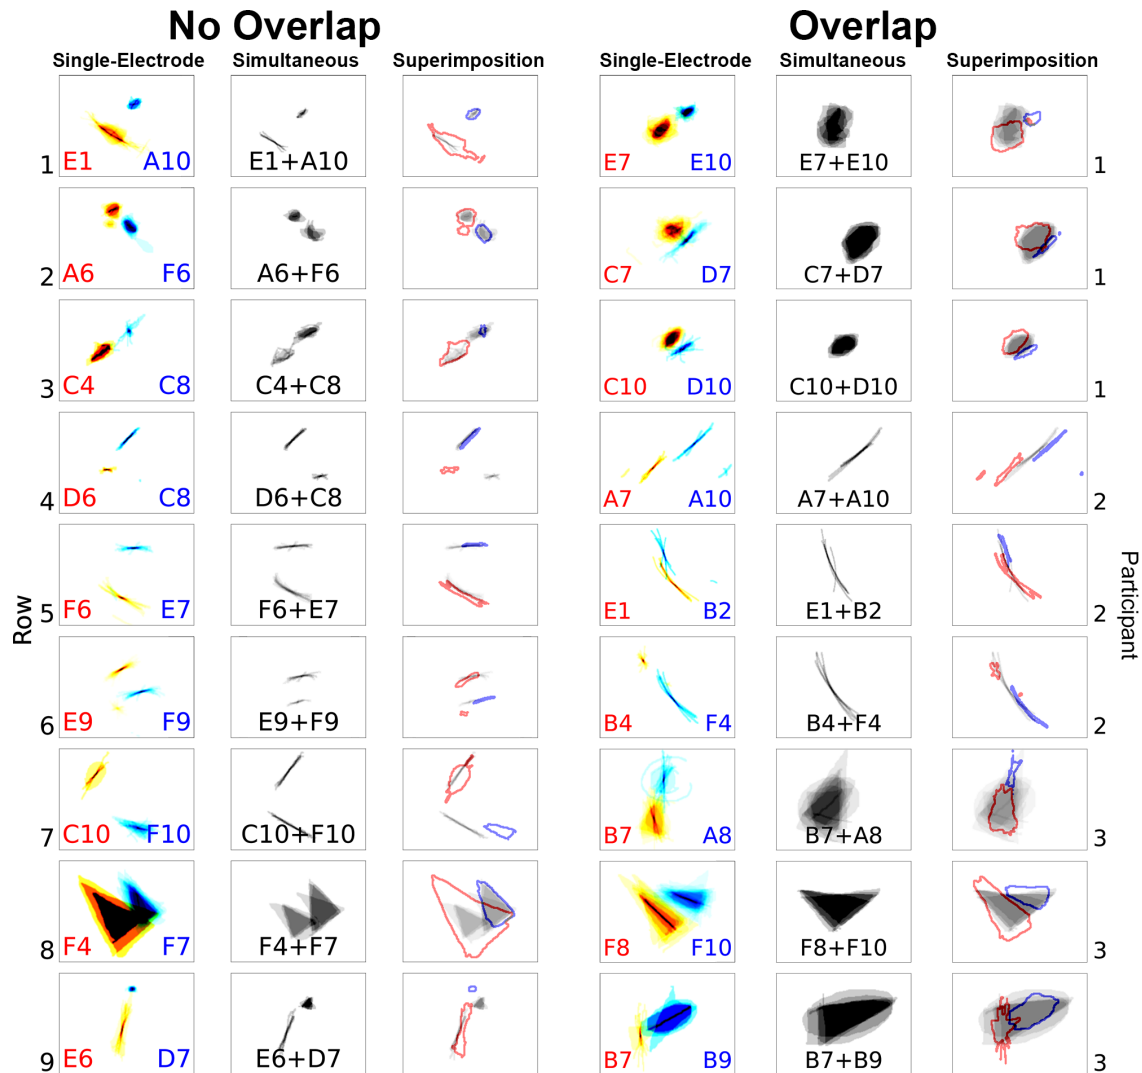 No Overlap Overlap
Single-Electrode Simultaneous Superimposition Single-Electrode Simultaneous Superimposition
1 E1 A10 E1+A10 E7 E10 E7+E10 1
2 A6 F6 A6+F6 C7 D7 C7+D7 1
3 C4 C8 C4+C8 C10 D10 C10+D10 1
4 D6 C8 D6+C8 A7 A10 A7+A10 2
5 F6 E7 F6+E7 E1 B2 E1+B2 2
Row
Participant
6 E9 F9 E9+F9 B4 F4 B4+F4 2
7 C10 F10 C10+F10 B7 A8 B7+A8 3
8 F4 F7 F4+F7 F8 F10 F8+F10 3
9 E6 D7 E6+D7 B7 B9 B7+B9 3